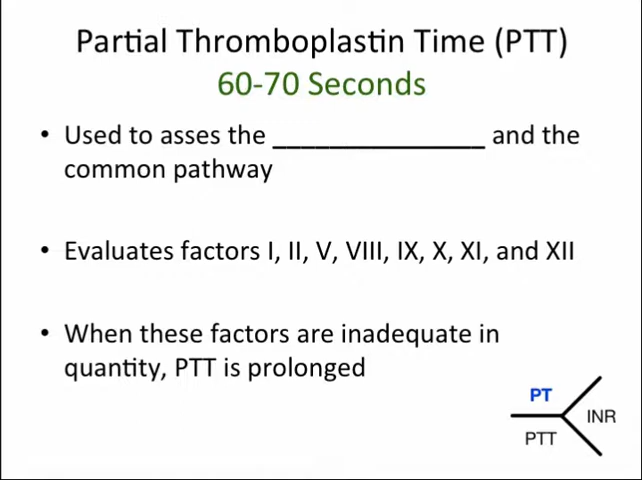 Partial Thromboplastin Time (PTT)
60-70 Seconds
• Used to asses the _______________ and the
common pathway
• Evaluates factors I, II, V, VIII, IX, X, XI, and XII
• When these factors are inadequate in
quantity, PTT is prolonged
PT
INR
PTT